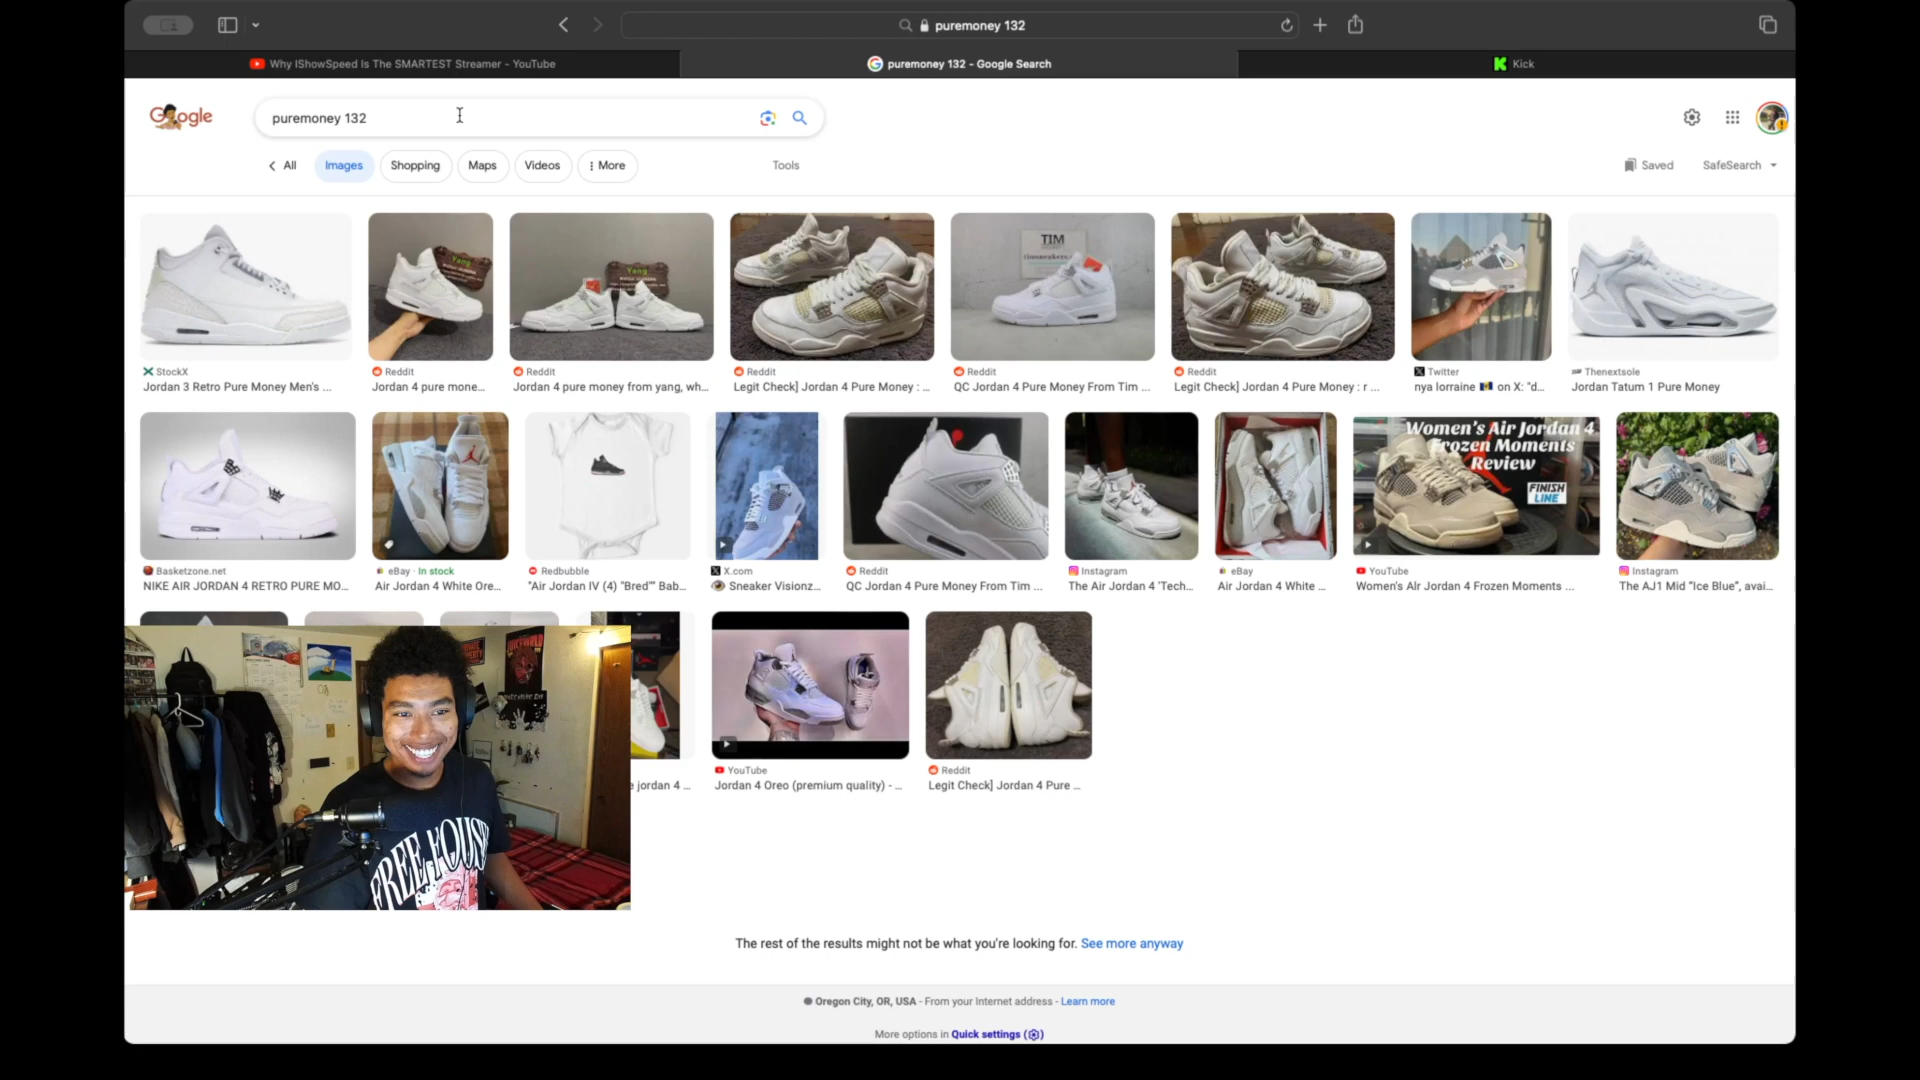 puremoney 132
Why IShowSpeed Is The SMARTEST Streamer - YouTube
puremoney 132 - Google Search
Kick
Google
puremoney 132
All
Images
Shopping
Maps
Videos
More
Tools
Saved
SafeSearch
Yang
Yang
TIM
StockX
Jordan 3 Retro Pure Money Men's ...
Reddit
Jordan 4 pure mone...
Reddit
Jordan 4 pure money from yang, wh...
Reddit
Legit Check] Jordan 4 Pure Money : ...
Reddit
QC Jordan 4 Pure Money From Tim ...
Reddit
Legit Check] Jordan 4 Pure Money : r ...
Twitter
nya lorraine 🇧🇧 on X: "d...
Thenextsole
Jordan Tatum 1 Pure Money
Women's Air Jordan 4
Frozen Moments
Review
FINISH
LINE
Basketzone.net
NIKE AIR JORDAN 4 RETRO PURE MO...
eBay · In stock
Air Jordan 4 White Ore...
Redbubble
"Air Jordan IV (4) "Bred"" Bab...
X.com
👁 Sneaker Visionz...
Reddit
QC Jordan 4 Pure Money From Tim ...
Instagram
The Air Jordan 4 'Tech...
eBay
Air Jordan 4 White ...
YouTube
Women's AIr Jordan 4 Frozen Moments ...
Instagram
The AJ1 Mid "Ice Blue", avai...
e jordan 4 ...
YouTube
Jordan 4 Oreo (premium quality) - ...
Reddit
Legit Check] Jordan 4 Pure ...
The rest of the results might not be what you're looking for. See more anyway
Oregon City, OR, USA - From your Internet address - Learn more
More options in Quick settings